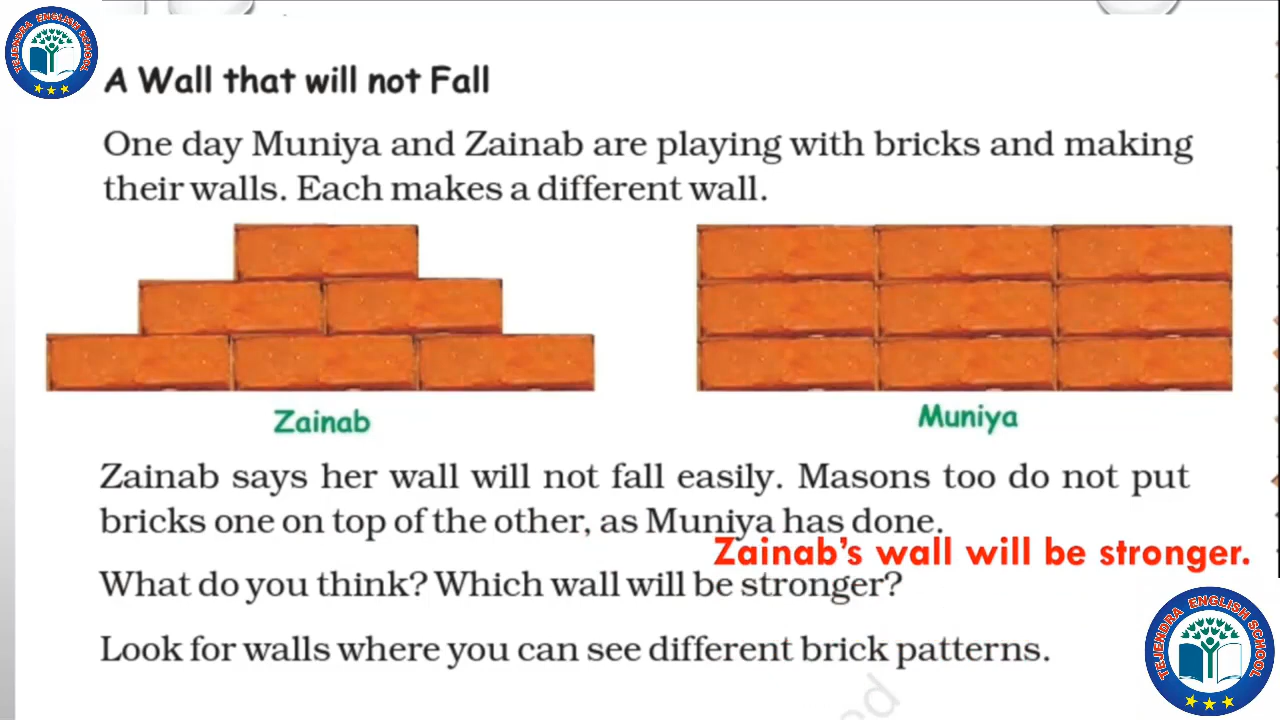 TEJENDRA ENGLISH SCHOOL
A Wall that will not Fall
One day Muniya and Zainab are playing with bricks and making
their walls. Each makes a different wall.
Zainab
Muniya
Zainab says her wall will not fall easily. Masons too do not put
bricks one on top of the other, as Muniya has done.
Zainab's wall will be stronger.
What do you think? Which wall will be stronger?
Look for walls where you can see different brick patterns.
TEJENDRA ENGLISH SCHOOL